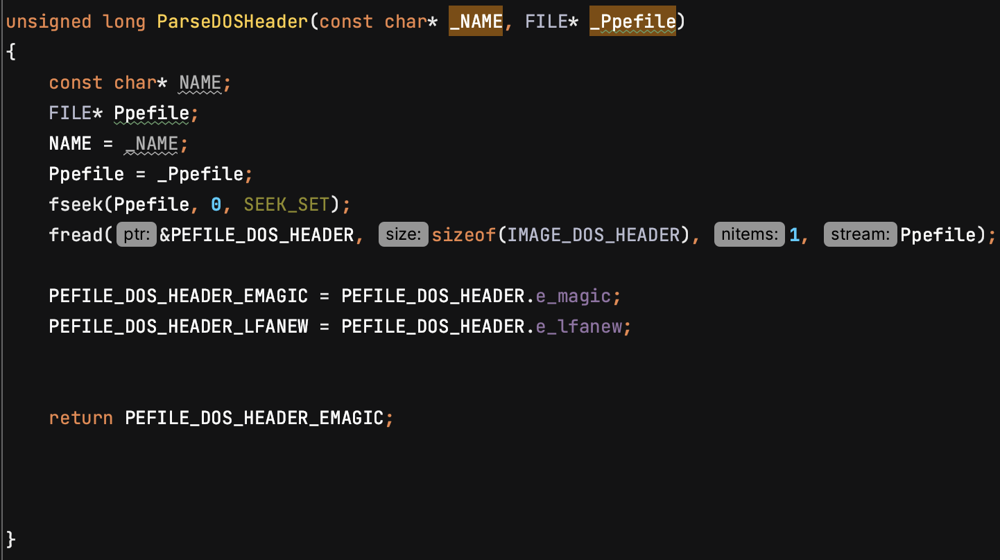 unsigned long ParseDOSHeader(const char* _NAME, FILE* _Ppefile)
{
const char* NAME;
FILE* Ppefile;
NAME = _NAME;
Ppefile = _Ppefile;
fseek(Ppefile, 0, SEEK_SET);
fread( ptr: &PEFILE_DOS_HEADER, size: sizeof(IMAGE_DOS_HEADER), nitems: 1, stream: Ppefile);
PEFILE_DOS_HEADER_EMAGIC = PEFILE_DOS_HEADER.e_magic;
PEFILE_DOS_HEADER_LFANEW = PEFILE_DOS_HEADER.e_lfanew;
return PEFILE_DOS_HEADER_EMAGIC;
}